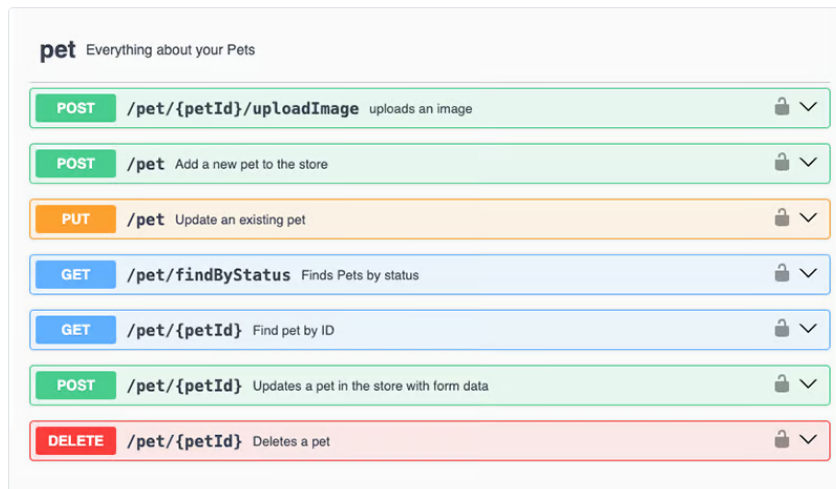 pet Everything about your Pets
POST /pet/{petId}/uploadImage uploads an image
POST /pet Add a new pet to the store
PUT /pet Update an existing pet
GET /pet/findByStatus Finds Pets by status
GET /pet/{petId} Find pet by ID
POST /pet/{petId} Updates a pet in the store with form data
DELETE /pet/{petId} Deletes a pet